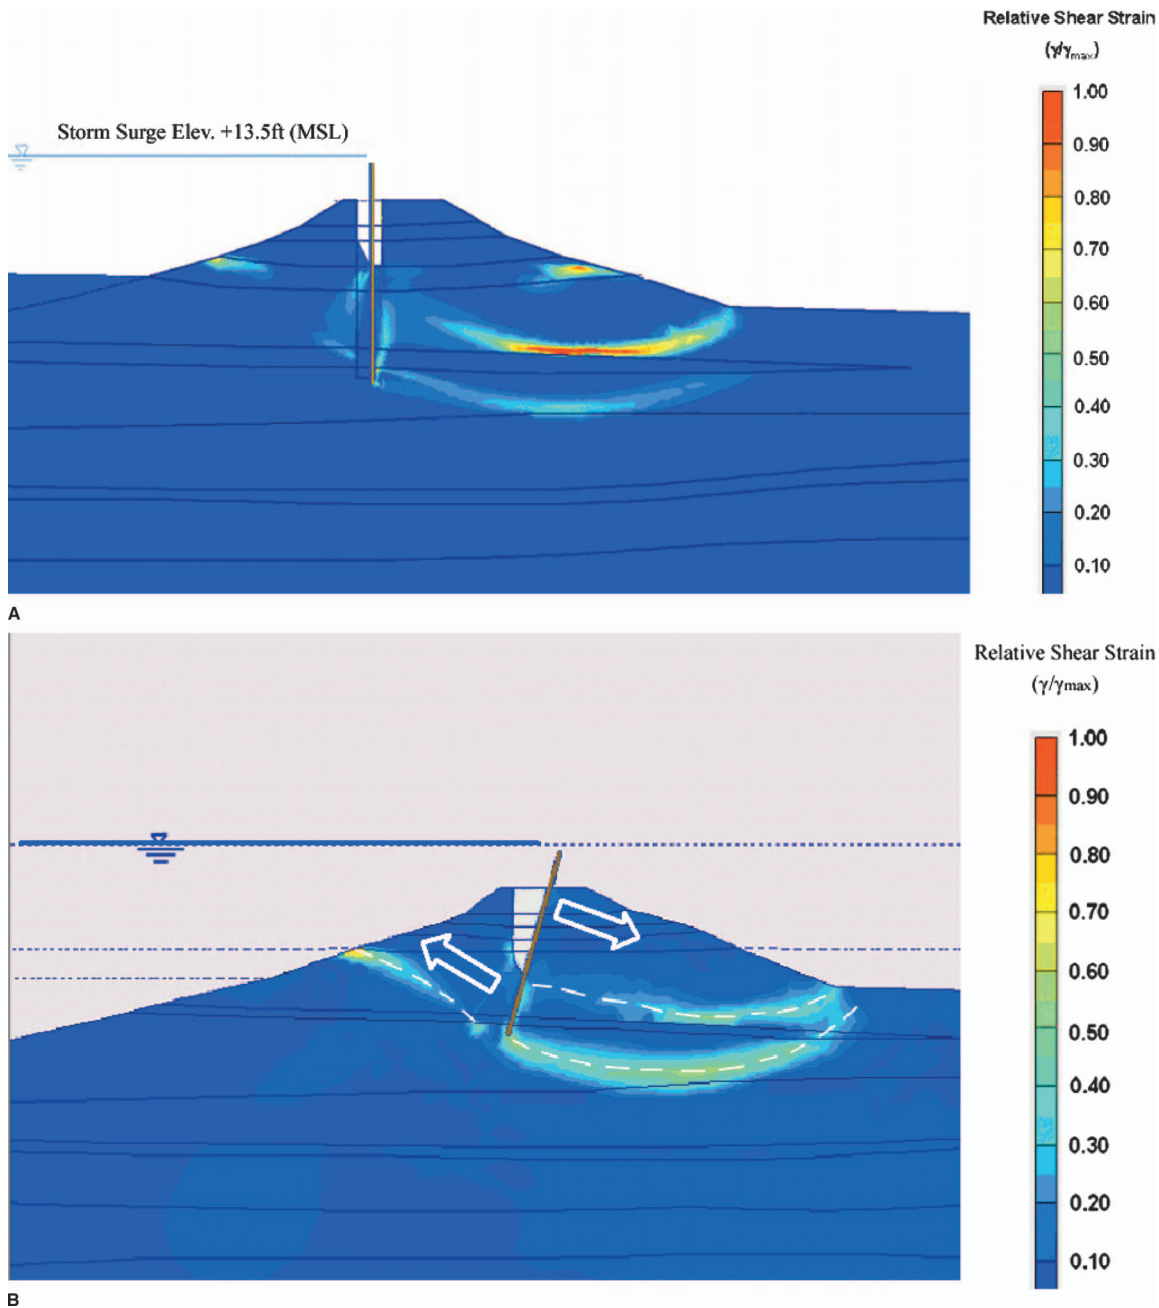 Relative Shear Strain
(γ/γmax)
Storm Surge Elev. +13.5ft (MSL)
1.00
0.90
0.80
0.70
0.60
0.50
0.40
0.30
0.20
0.10
A
Relative Shear Strain
(γ/γmax)
1.00
0.90
0.80
0.70
0.60
0.50
0.40
0.30
0.20
0.10
B